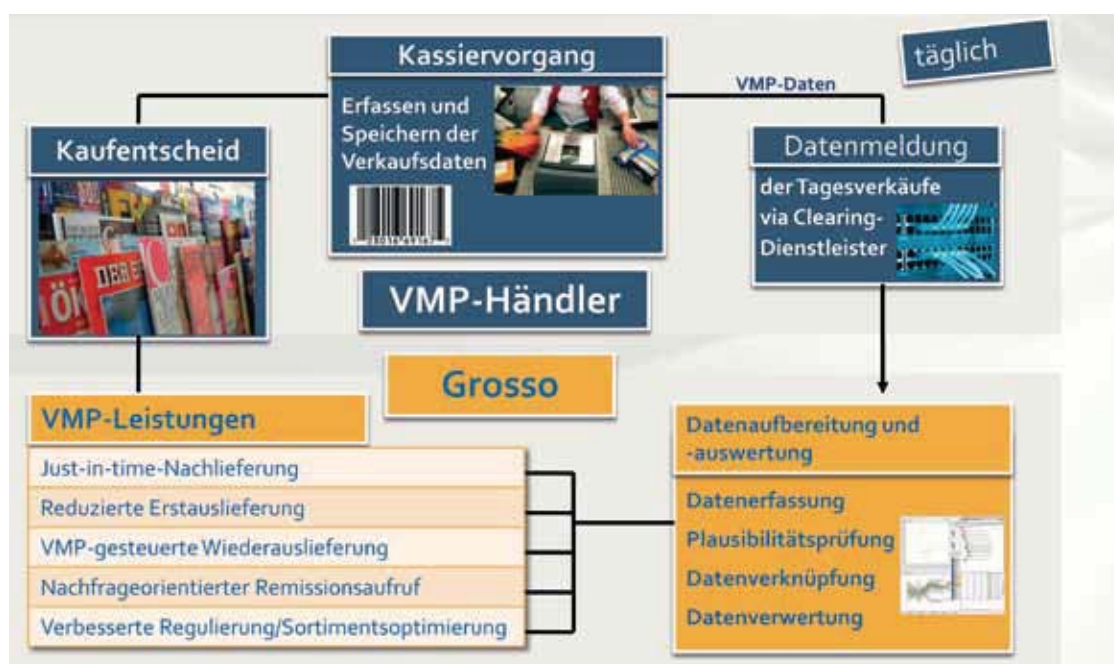 täglich
Kassiervorgang
Erfassen und
Speichern der
Verkaufsdaten
VMP-Daten
Kaufentscheid
Datenmeldung
der Tagesverkäufe
via Clearing-
Dienstleister
VMP-Händler
Grosso
VMP-Leistungen
Just-in-time-Nachlieferung
Reduzierte Erstauslieferung
VMP-gesteuerte Wiederauslieferung
Nachfrageorientierter Remissionsaufruf
Verbesserte Regulierung/Sortimentsoptimierung
Datenaufbereitung und
-auswertung
Datenerfassung
Plausibilitätsprüfung
Datenverknüpfung
Datenverwertung